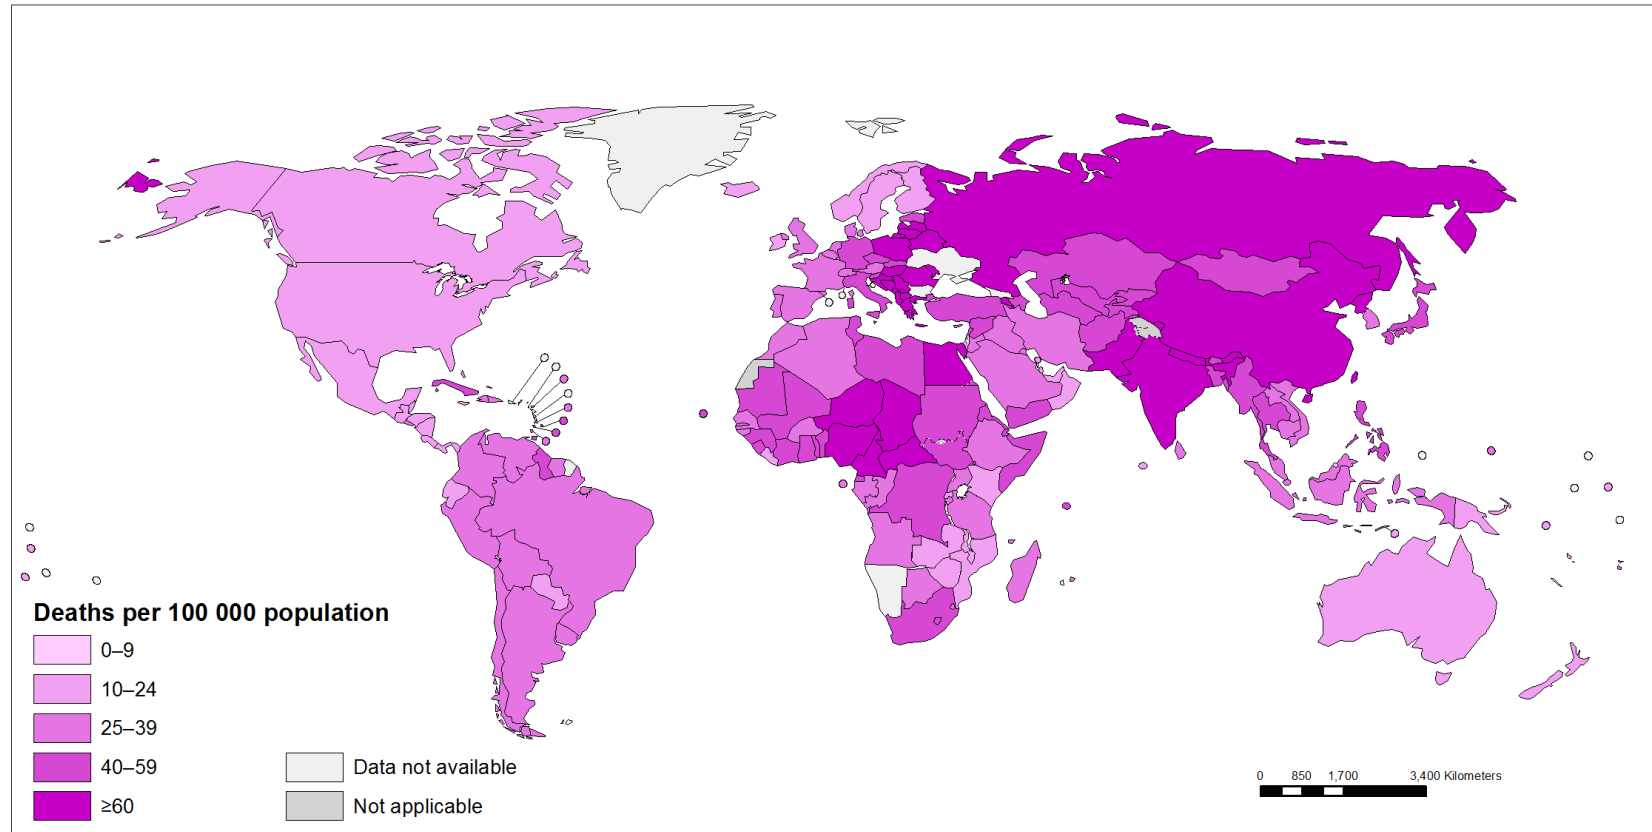 Deaths per 100 000 population
0–9
10–24
25–39
40–59
≥60
Data not available
Not applicable
0 850 1,700 3,400 Kilometers